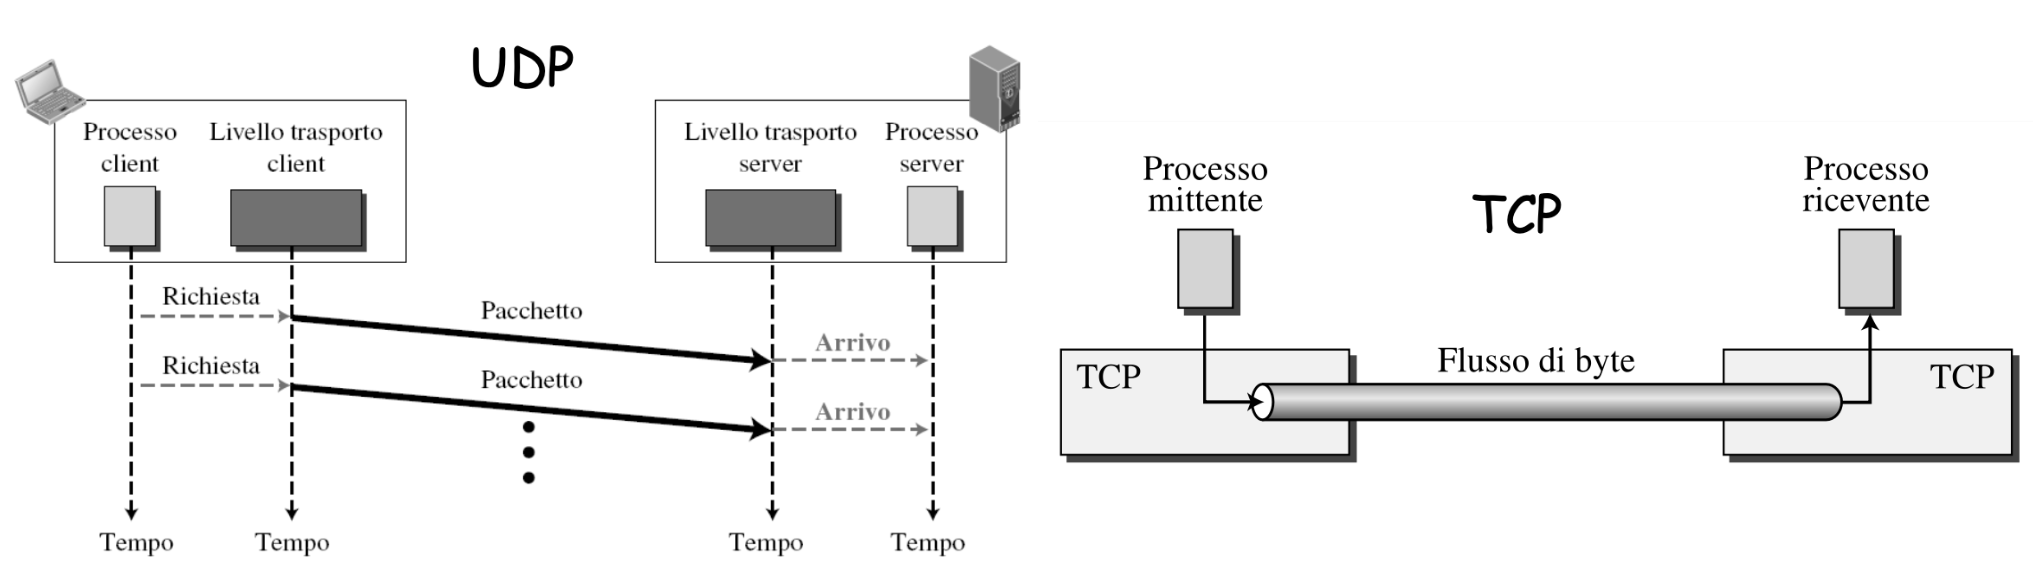 UDP
Processo
client
Livello trasporto
client
Livello trasporto
server
Processo
server
Richiesta
Pacchetto
Arrivo
Richiesta
Pacchetto
Arrivo
Tempo
Tempo
Tempo
Tempo
TCP
Processo
mittente
Processo
ricevente
TCP
Flusso di byte
TCP